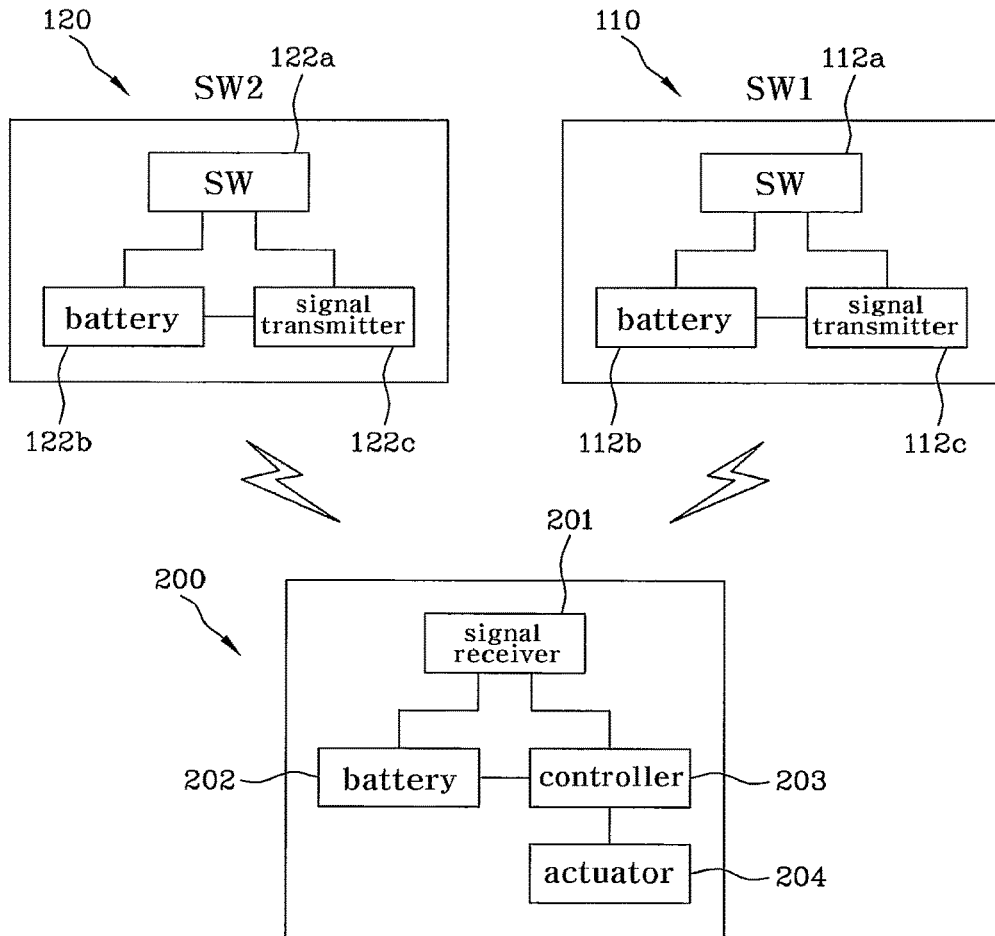 120
122a
SW2
SW
battery
signal
transmitter
122b
122c
110
112a
SW1
SW
battery
signal
transmitter
112b
112c
200
201
signal
receiver
202
battery
controller
203
actuator
204